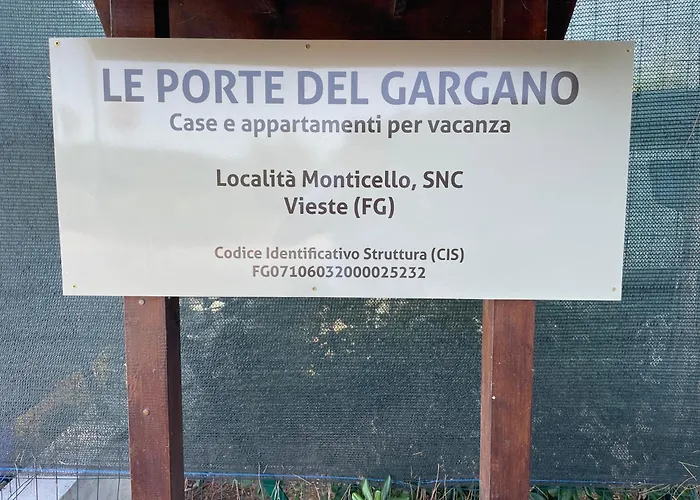 LE PORTE DEL GARGANO
Case e appartamenti per vacanza
Località Monticello, SNC
Vieste (FG)
Codice Identificativo Struttura (CIS)
FG07106032000025232